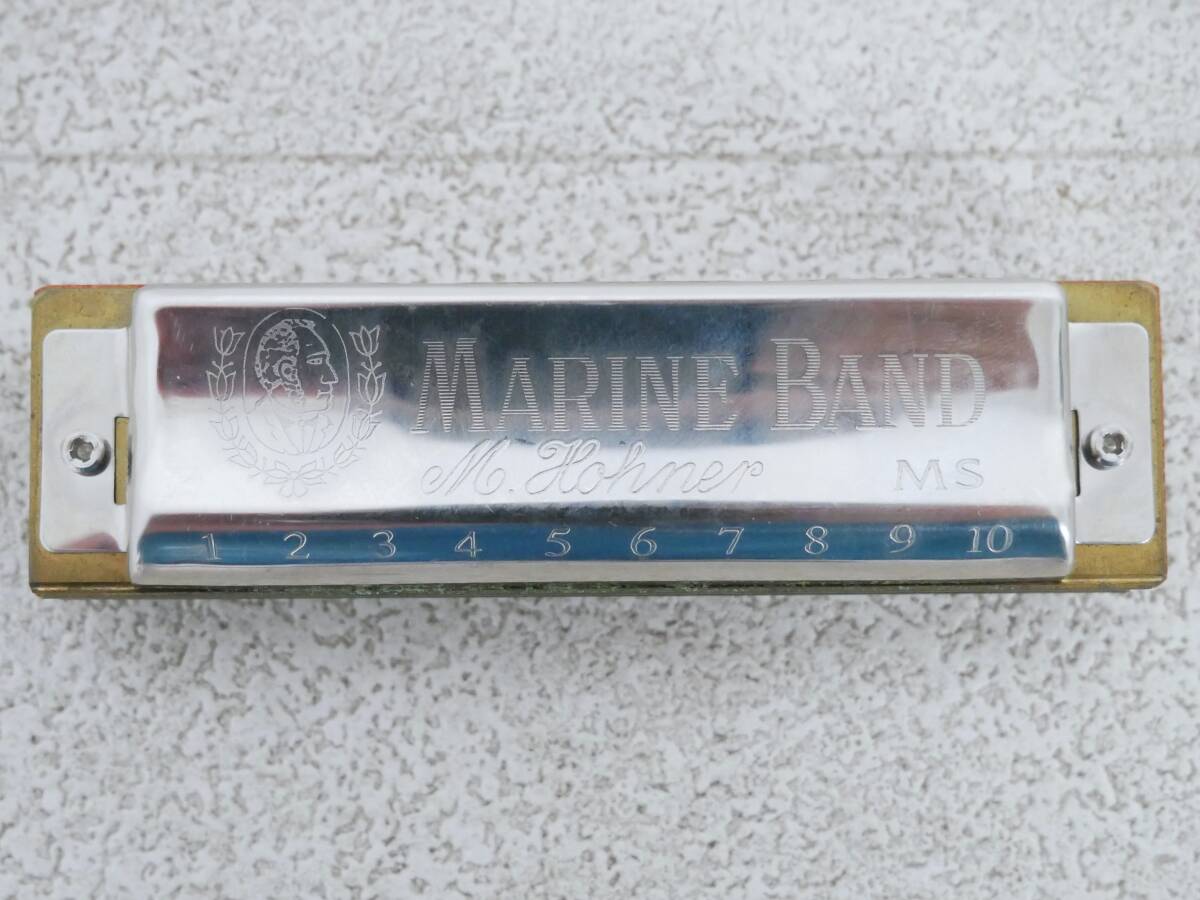 MARINE BAND
M. Hohner MS
1 2 3 4 5 6 7 8 9 10